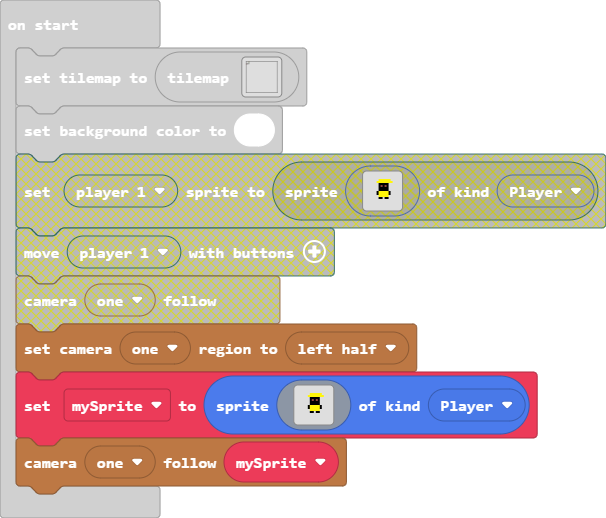 on start
set tilemap to tilemap
set background color to
set player 1 sprite to sprite of kind Player
move player 1 with buttons
camera one follow
set camera one region to left half
set mySprite to sprite of kind Player
camera one follow mySprite